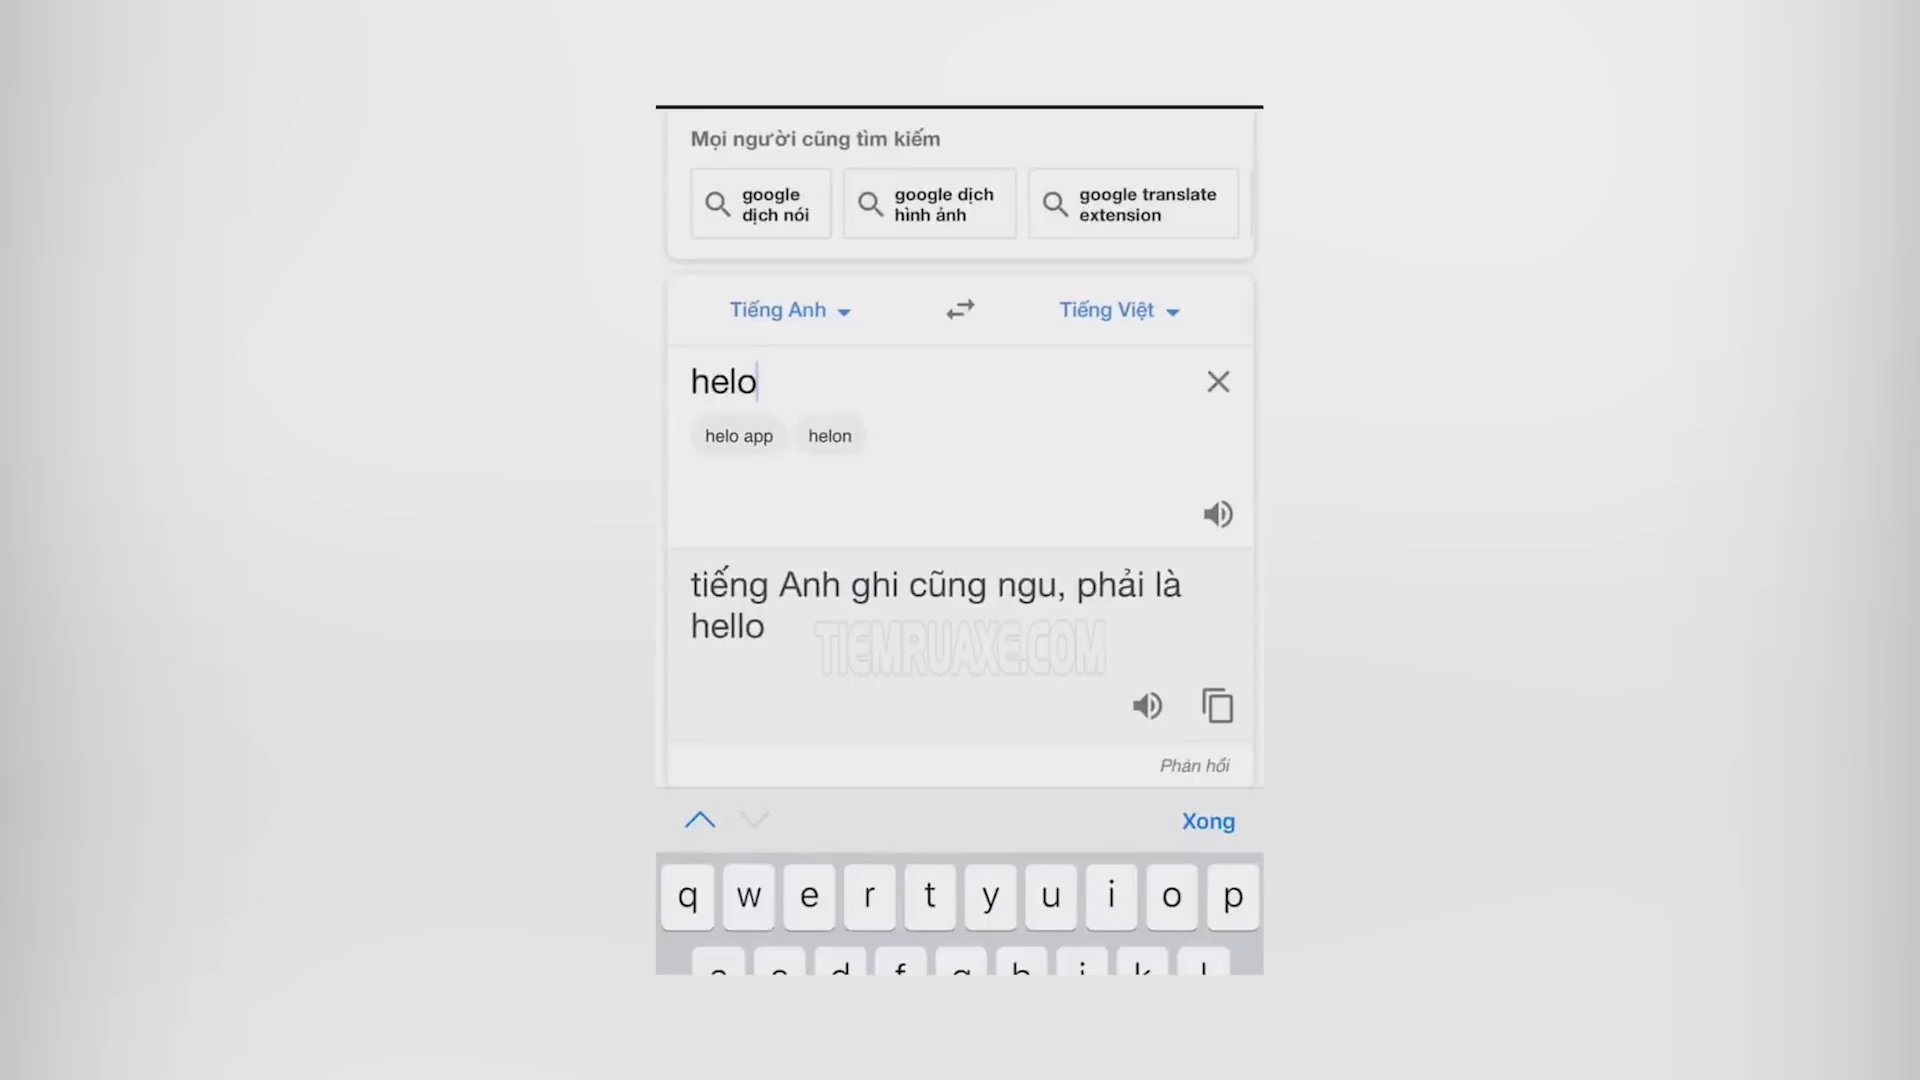 Mọi người cũng tìm kiếm
google
dịch nói
google dịch
hình ảnh
google translate
extension
Tiếng Anh
Tiếng Việt
helo
helo app
helon
tiếng Anh ghi cũng ngu, phải là
hello
TIEMRUAXE.COM
Phản hồi
Xong
q w e r t y u i o p
d f g h j k l